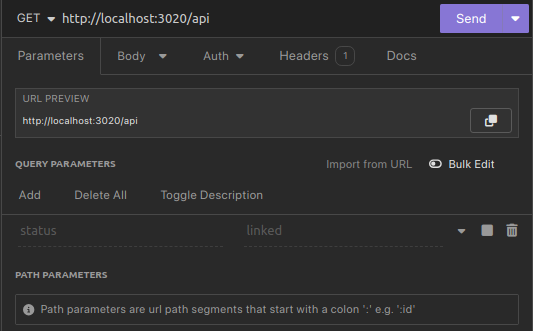 GET http://localhost:3020/api Send
Parameters Body Auth Headers 1 Docs
URL PREVIEW
http://localhost:3020/api
QUERY PARAMETERS Import from URL Bulk Edit
Add Delete All Toggle Description
status linked
PATH PARAMETERS
Path parameters are url path segments that start with a colon ':' e.g. ':id'